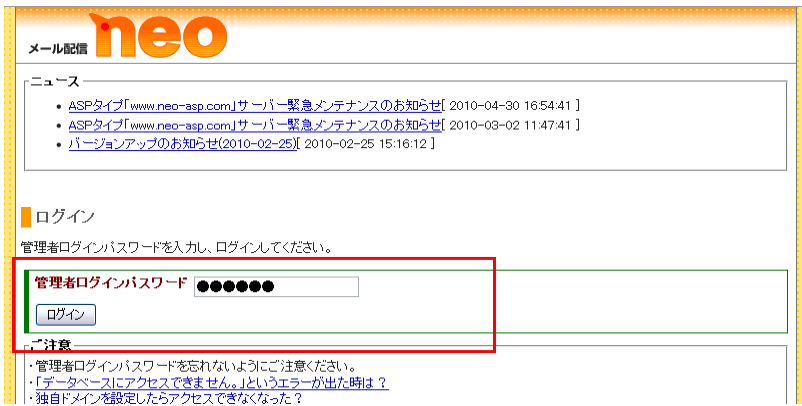 メール配信 neo
ニュース
・ASPタイプ「www.neo-asp.com」サーバー緊急メンテナンスのお知らせ[ 2010-04-30 16:54:41 ]
・ASPタイプ「www.neo-asp.com」サーバー緊急メンテナンスのお知らせ[ 2010-03-02 11:47:41 ]
・バージョンアップのお知らせ(2010-02-25)[ 2010-02-25 15:16:12 ]
ログイン
管理者ログインパスワードを入力し、ログインしてください。
管理者ログインパスワード ●●●●●●
ログイン
ご注意
・管理者ログインパスワードを忘れないようにご注意ください。
・「データベースにアクセスできません。」というエラーが出た時は？
・独自ドメインを設定したらアクセスできなくなった？